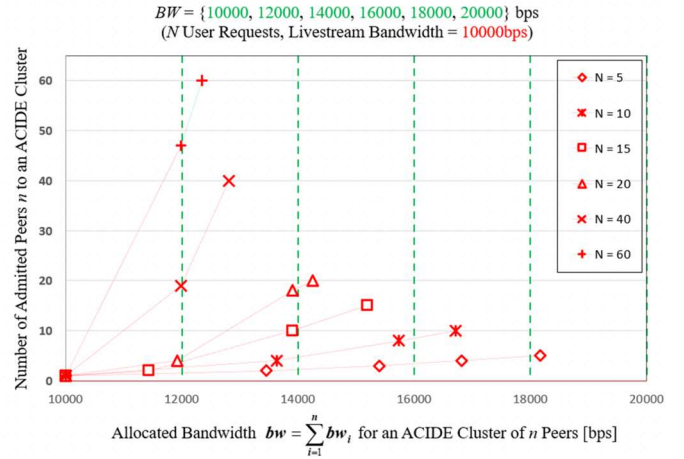 BW = {10000, 12000, 14000, 16000, 18000, 20000} bps
(N User Requests, Livestream Bandwidth = 10000bps)
Number of Admitted Peers n to an ACIDE Cluster
60
50
40
30
20
10
0
10000 12000 14000 16000 18000 20000
N = 5
N = 10
N = 15
N = 20
N = 40
N = 60
Allocated Bandwidth bw = ∑ⁿᵢ₌₁ bwᵢ for an ACIDE Cluster of n Peers [bps]